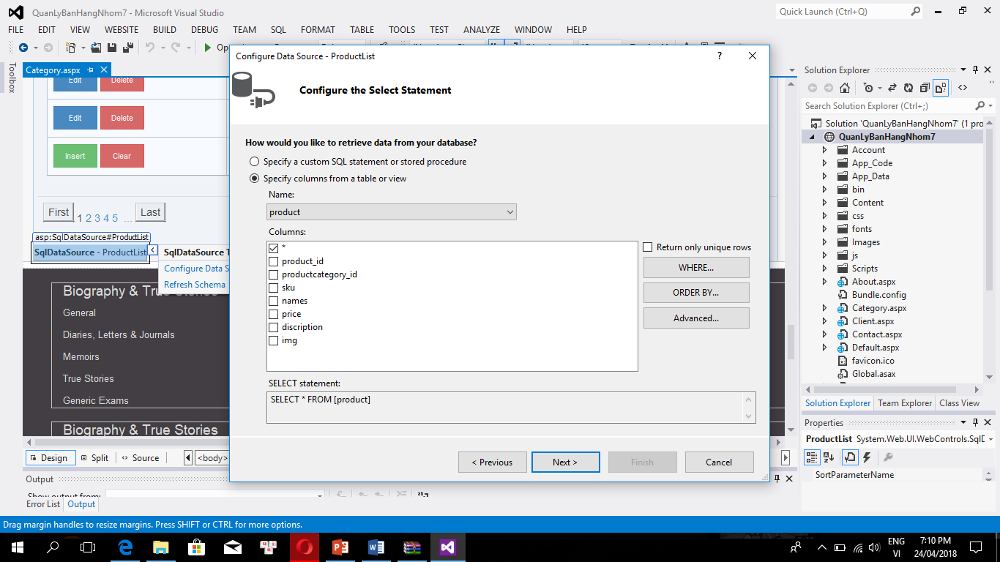 QuanLyBanHangNhom7 - Microsoft Visual Studio
Quick Launch (Ctrl+Q)
FILE EDIT VIEW WEBSITE BUILD DEBUG TEAM SQL FORMAT TABLE TOOLS TEST ANALYZE WINDOW HELP
Toolbox
Category.aspx
Edit Delete
Edit Delete
Insert Clear
First 1 2 3 4 5 ... Last
asp:SqlDataSource#ProductList
SqlDataSource - ProductList
SqlDataSource T
Configure Data S
Refresh Schema
Biography & True Stories
General
Diaries, Letters & Journals
Memoirs
True Stories
Generic Exams
Biography & True Stories
Design Split Source <body>
Output
Show output from:
Error List Output
Configure Data Source - ProductList
?
Configure the Select Statement
How would you like to retrieve data from your database?
Specify a custom SQL statement or stored procedure
Specify columns from a table or view
Name:
product
Columns:
*
product_id
productcategory_id
sku
names
price
discription
img
Return only unique rows
WHERE...
ORDER BY...
Advanced...
SELECT statement:
SELECT * FROM [product]
< Previous Next > Finish Cancel
Solution Explorer
Search Solution Explorer (Ctrl+;)
Solution 'QuanLyBanHangNhom7' (1 pro
QuanLyBanHangNhom7
Account
App_Code
App_Data
bin
Content
css
fonts
Images
js
Scripts
About.aspx
Bundle.config
Category.aspx
Client.aspx
Contact.aspx
Default.aspx
favicon.ico
Global.asax
Solution Explorer Team Explorer Class View
Properties
ProductList System.Web.UI.WebControls.SqlD
SortParameterName
Drag margin handles to resize margins. Press SHIFT or CTRL for more options.
ENG
VI
7:10 PM
24/04/2018